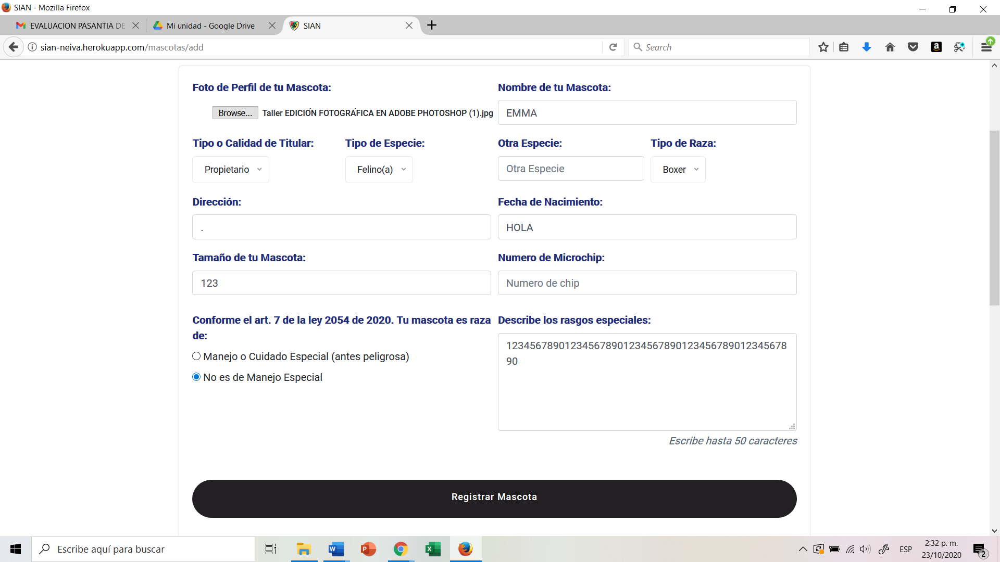 SIAN - Mozilla Firefox
EVALUACION PASANTIA DE
Mi unidad - Google Drive
SIAN
sian-neiva.herokuapp.com/mascotas/add
Search
Foto de Perfil de tu Mascota:
Nombre de tu Mascota:
Browse... Taller EDICIÓN FOTOGRÁFICA EN ADOBE PHOTOSHOP (1).jpg
EMMA
Tipo o Calidad de Titular:
Tipo de Especie:
Otra Especie:
Tipo de Raza:
Propietario
Felino(a)
Otra Especie
Boxer
Dirección:
Fecha de Nacimiento:
.
HOLA
Tamaño de tu Mascota:
Numero de Microchip:
123
Numero de chip
Conforme el art. 7 de la ley 2054 de 2020. Tu mascota es raza
de:
Manejo o Cuidado Especial (antes peligrosa)
No es de Manejo Especial
Describe los rasgos especiales:
123456789012345678901234567890123456789012345678
90
Escribe hasta 50 caracteres
Registrar Mascota
Escribe aquí para buscar
ESP
2:32 p. m.
23/10/2020
2